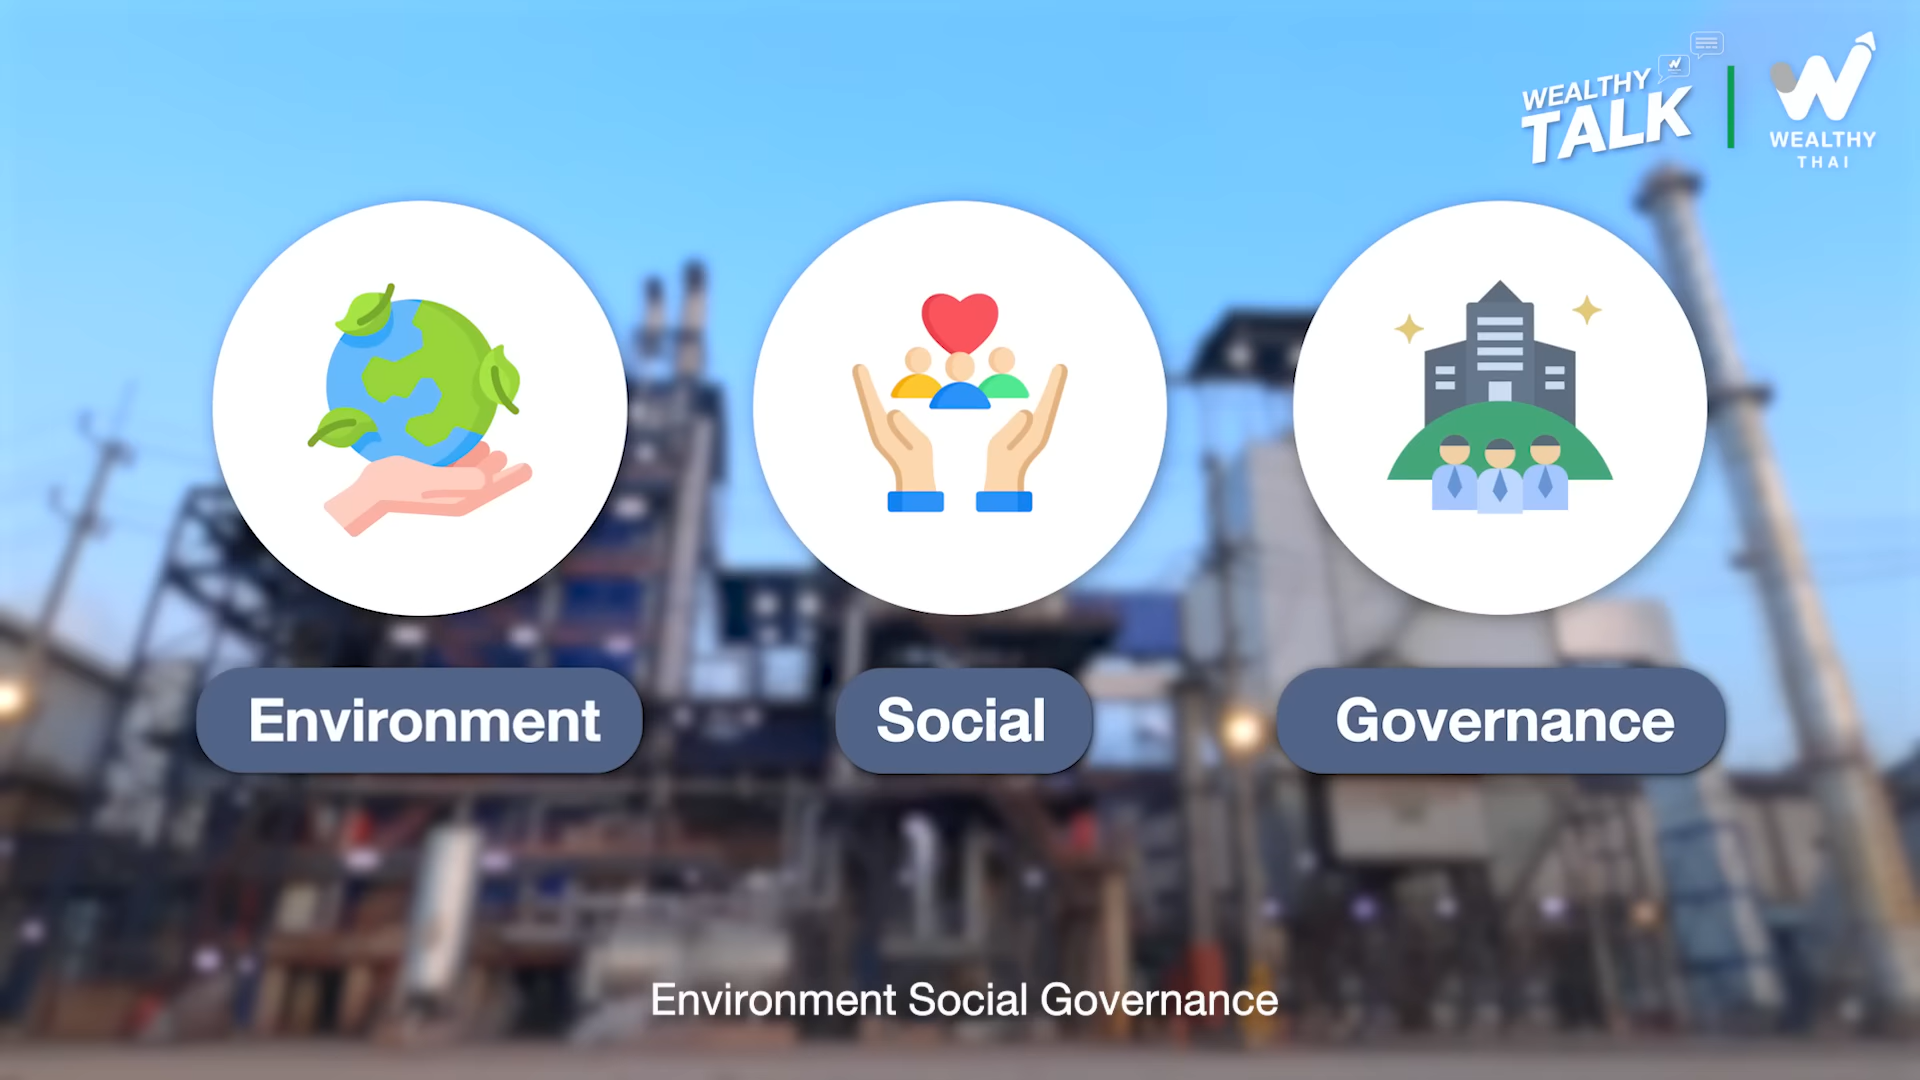 WEALTHY
TALK
WEALTHY
THAI
Environment
Social
Governance
Environment Social Governance